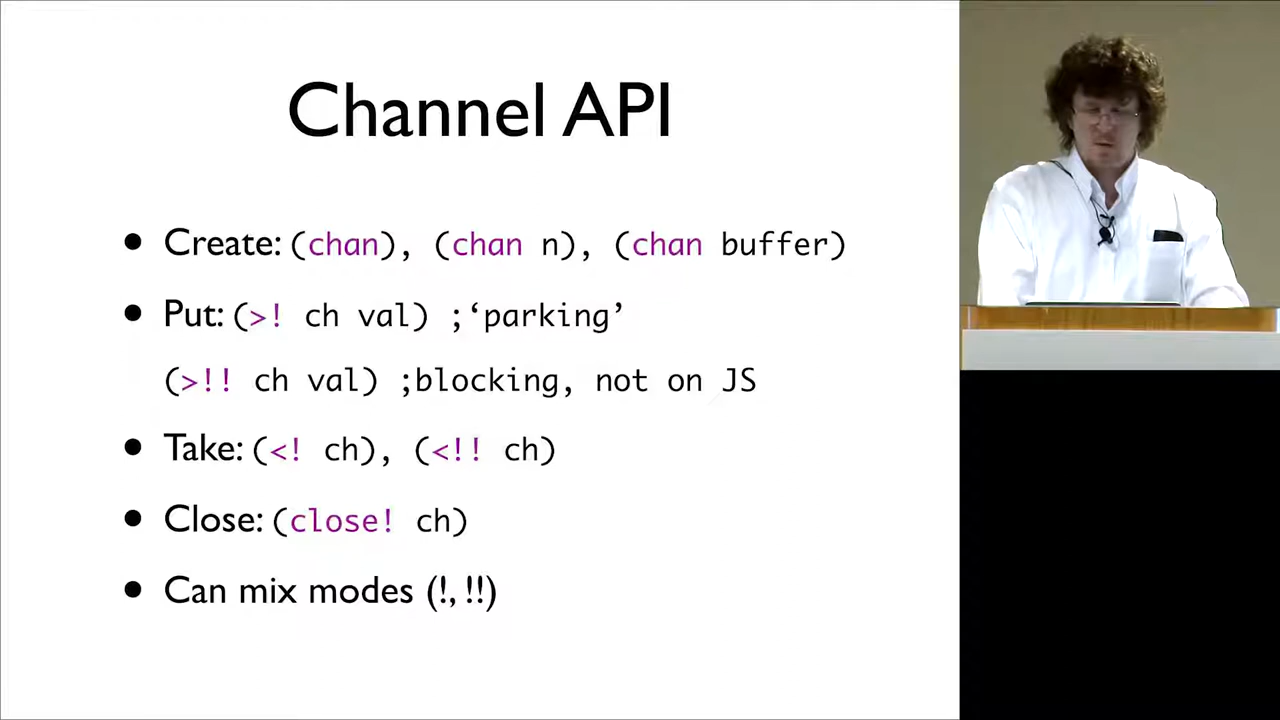 Channel API
• Create: (chan), (chan n), (chan buffer)
• Put: (>! ch val) ;‘parking’
(>!! ch val) ;blocking, not on JS
• Take: (<! ch), (<!! ch)
• Close: (close! ch)
• Can mix modes (!, !!)